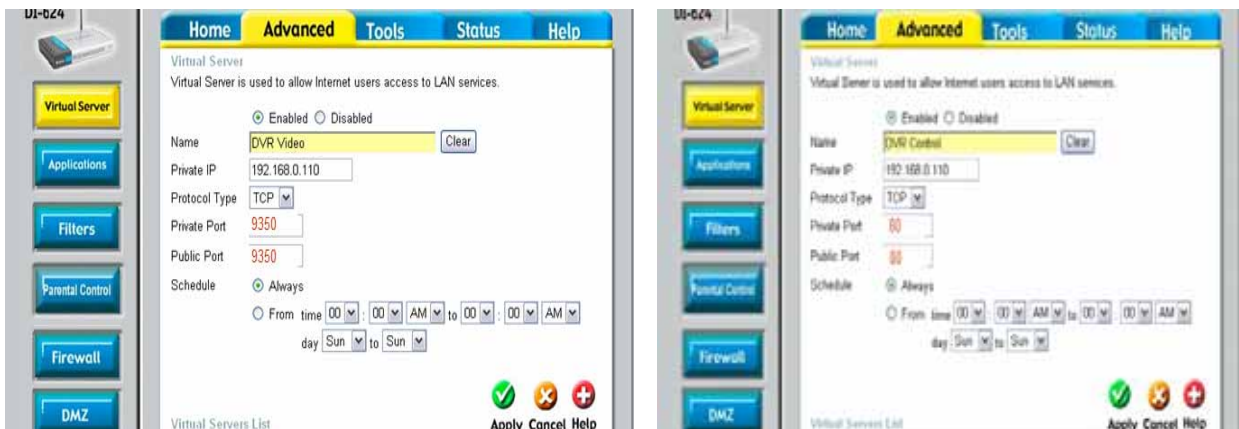 DI-624
Home Advanced Tools Status Help
Virtual Server
Applications
Filters
Parental Control
Firewall
DMZ
Virtual Server
Virtual Server is used to allow Internet users access to LAN services.
Enabled Disabled
Name DVR Video Clear
Private IP 192.168.0.110
Protocol Type TCP
Private Port 9350
Public Port 9350
Schedule Always
From time 00 : 00 AM to 00 : 00 AM
day Sun to Sun
Apply Cancel Help
Virtual Servers List
DI-624
Home Advanced Tools Status Help
Virtual Server
Applications
Filters
Parental Control
Firewall
DMZ
Virtual Server
Virtual Server is used to allow Internet users access to LAN services.
Enabled Disabled
Name DVR Control Clear
Private IP 192.168.0.110
Protocol Type TCP
Private Port 80
Public Port 80
Schedule Always
From time 00 : 00 AM to 00 : 00 AM
day Sun to Sun
Apply Cancel Help
Virtual Servers List